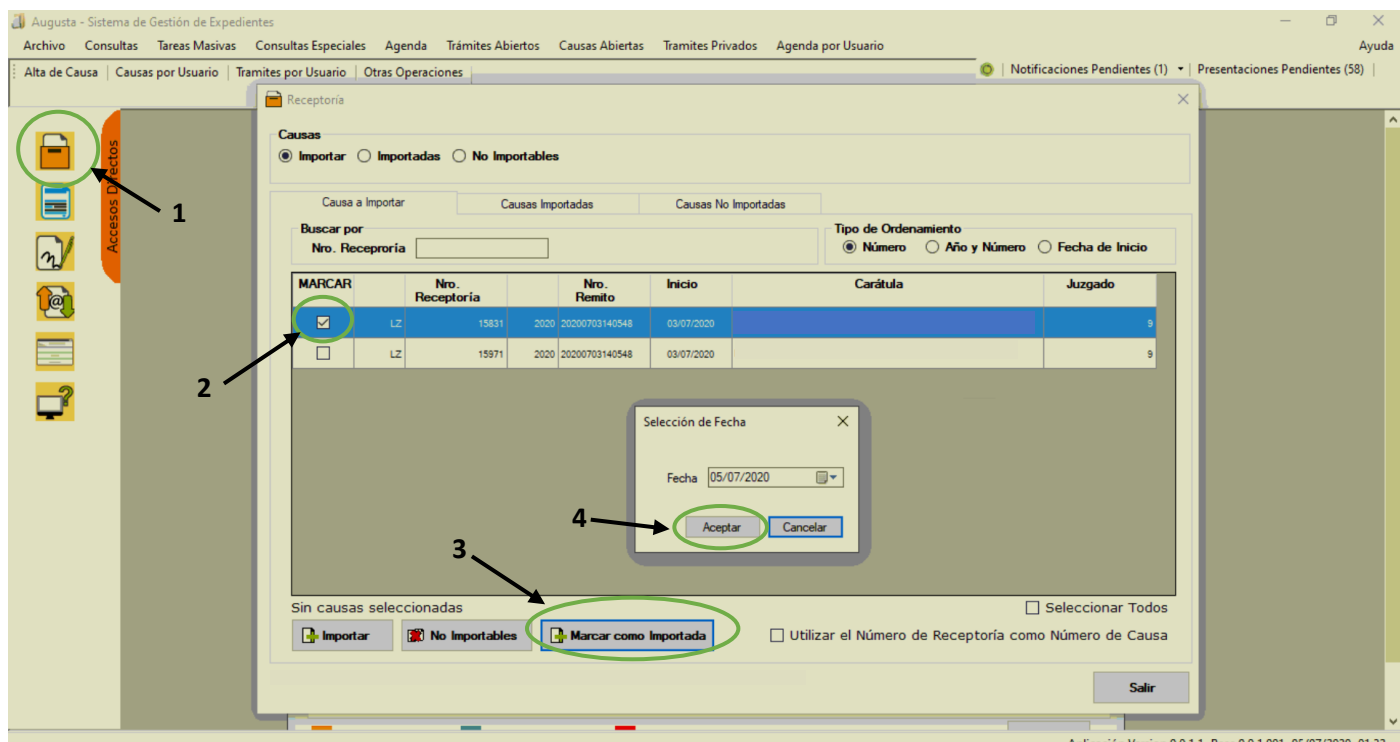 Augusta - Sistema de Gestión de Expedientes
Archivo Consultas Tareas Masivas Consultas Especiales Agenda Trámites Abiertos Causas Abiertas Tramites Privados Agenda por Usuario Ayuda
Alta de Causa | Causas por Usuario | Tramites por Usuario | Otras Operaciones | Notificaciones Pendientes (1) | Presentaciones Pendientes (58) |
Receptoría
Accesos Directos
1
Causas
Importar Importadas No Importables
Causa a Importar Causas Importadas Causas No Importadas
Buscar por Tipo de Ordenamiento
Nro. Receproría Número Año y Número Fecha de Inicio
MARCAR Nro. Receptoría Nro. Remito Inicio Carátula Juzgado
LZ 15831 2020 20200703140548 03/07/2020 9
LZ 15971 2020 20200703140548 03/07/2020 9
2
Selección de Fecha
Fecha 05/07/2020
4
Aceptar Cancelar
3
Sin causas seleccionadas Seleccionar Todos
Importar No Importables Marcar como Importada Utilizar el Número de Receptoría como Número de Causa
Salir